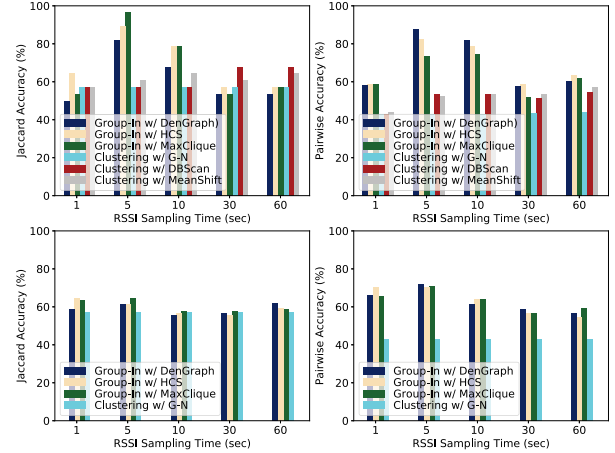 100
80
60
40
20
0
Jaccard Accuracy (%)
Group-In w/ DenGraph)
Group-In w/ HCS
Group-In w/ MaxClique
Clustering w/ G-N
Clustering w/ DBScan
Clustering w/ MeanShift
1 5 10 30 60
RSSI Sampling Time (sec)
100
80
60
40
20
0
Pairwise Accuracy (%)
Group-In w/ DenGraph)
Group-In w/ HCS
Group-In w/ MaxClique
Clustering w/ G-N
Clustering w/ DBScan
Clustering w/ MeanShift
1 5 10 30 60
RSSI Sampling Time (sec)
100
80
60
40
20
0
Jaccard Accuracy (%)
Group-In w/ DenGraph
Group-In w/ HCS
Group-In w/ MaxClique
Clustering w/ G-N
1 5 10 30 60
RSSI Sampling Time (sec)
100
80
60
40
20
0
Pairwise Accuracy (%)
Group-In w/ DenGraph
Group-In w/ HCS
Group-In w/ MaxClique
Clustering w/ G-N
1 5 10 30 60
RSSI Sampling Time (sec)